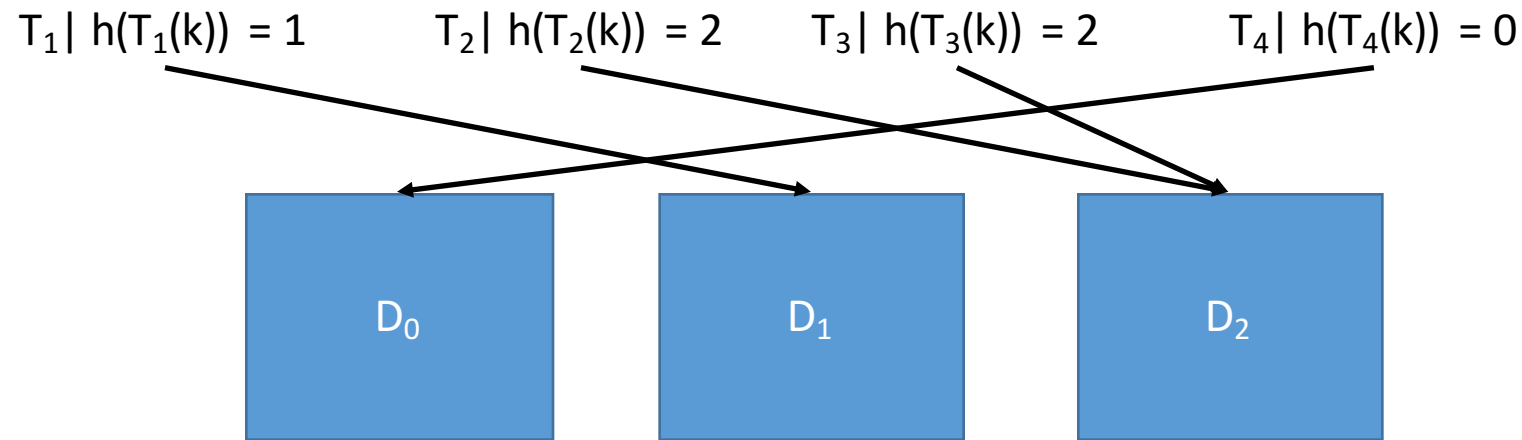 T₁| h(T₁(k)) = 1 T₂| h(T₂(k)) = 2 T₃| h(T₃(k)) = 2 T₄| h(T₄(k)) = 0
D₀ D₁ D₂